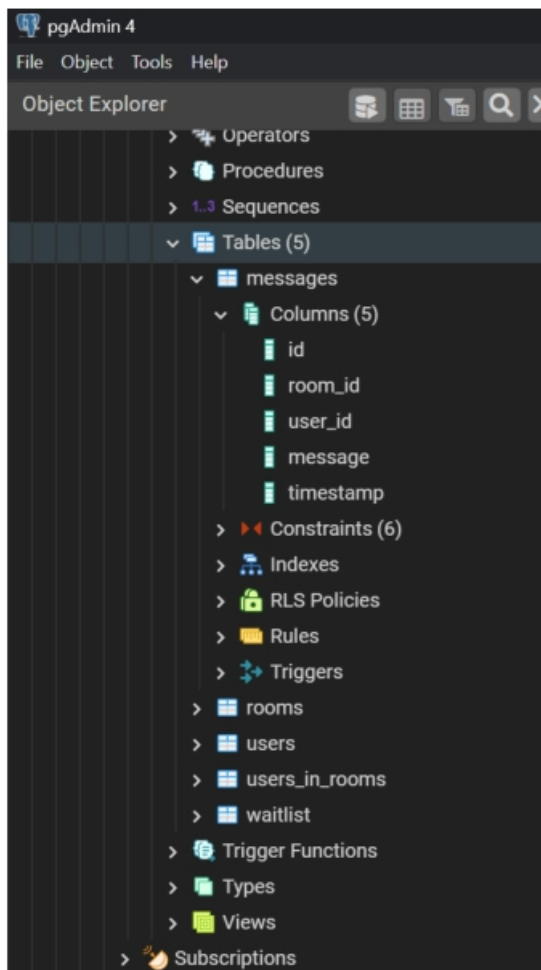 pgAdmin 4
File Object Tools Help
Object Explorer
Operators
Procedures
1..3 Sequences
Tables (5)
messages
Columns (5)
id
room_id
user_id
message
timestamp
Constraints (6)
Indexes
RLS Policies
Rules
Triggers
rooms
users
users_in_rooms
waitlist
Trigger Functions
Types
Views
Subscriptions